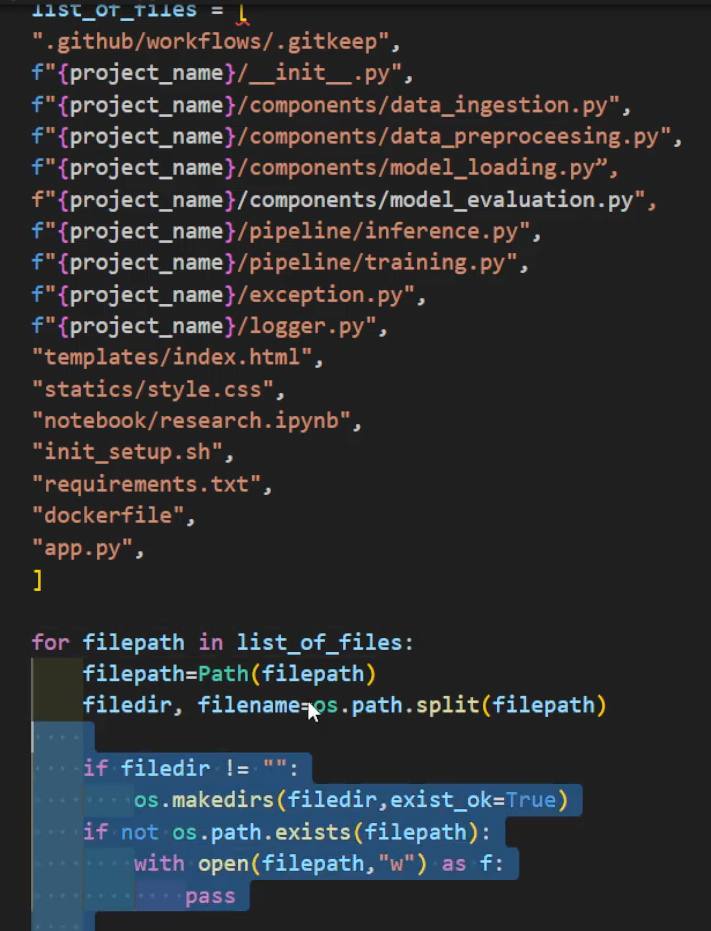 list_of_files = [
".github/workflows/.gitkeep",
f"{project_name}/__init__.py",
f"{project_name}/components/data_ingestion.py",
f"{project_name}/components/data_preproceesing.py",
f"{project_name}/components/model_loading.py”,
f"{project_name}/components/model_evaluation.py",
f"{project_name}/pipeline/inference.py",
f"{project_name}/pipeline/training.py",
f"{project_name}/exception.py",
f"{project_name}/logger.py",
"templates/index.html",
"statics/style.css",
"notebook/research.ipynb",
"init_setup.sh",
"requirements.txt",
"dockerfile",
"app.py",
]
for filepath in list_of_files:
    filepath=Path(filepath)
    filedir, filename=os.path.split(filepath)
    if filedir != "":
        os.makedirs(filedir,exist_ok=True)
    if not os.path.exists(filepath):
        with open(filepath,"w") as f:
            pass